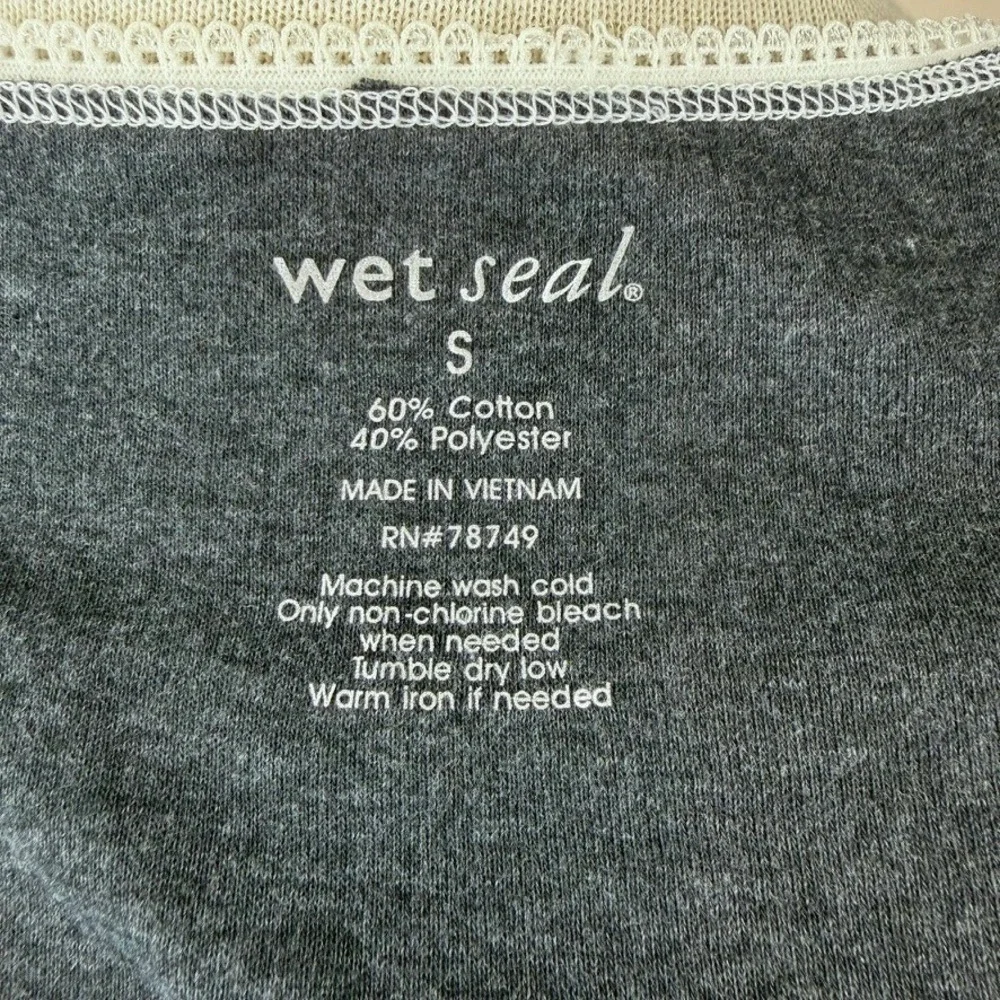 wet seal®
S
60% Cotton
40% Polyester
MADE IN VIETNAM
RN#78749
Machine wash cold
Only non-chlorine bleach
when needed
Tumble dry low
Warm iron if needed